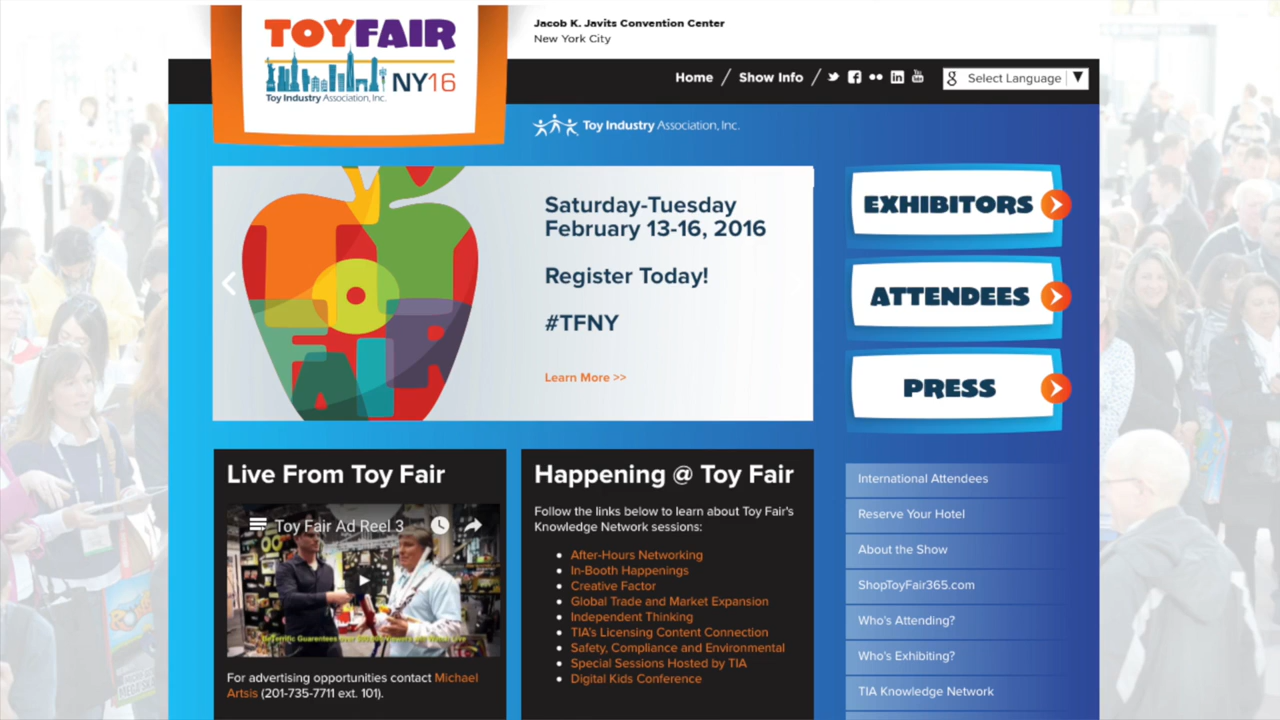 TOYFAIR
NY16
Toy Industry Association, Inc.
Jacob K. Javits Convention Center
New York City
Home / Show Info /
Select Language
Toy Industry Association, Inc.
TOY
FAIR
Saturday-Tuesday
February 13-16, 2016
Register Today!
#TFNY
Learn More >>
EXHIBITORS
ATTENDEES
PRESS
Live From Toy Fair
Toy Fair Ad Reel 3
For advertising opportunities contact Michael
Artsis (201-735-7711 ext. 101).
Happening @ Toy Fair
Follow the links below to learn about Toy Fair's
Knowledge Network sessions:
• After-Hours Networking
• In-Booth Happenings
• Creative Factor
• Global Trade and Market Expansion
• Independent Thinking
• TIA's Licensing Content Connection
• Safety, Compliance and Environmental
• Special Sessions Hosted by TIA
• Digital Kids Conference
International Attendees
Reserve Your Hotel
About the Show
ShopToyFair365.com
Who's Attending?
Who's Exhibiting?
TIA Knowledge Network